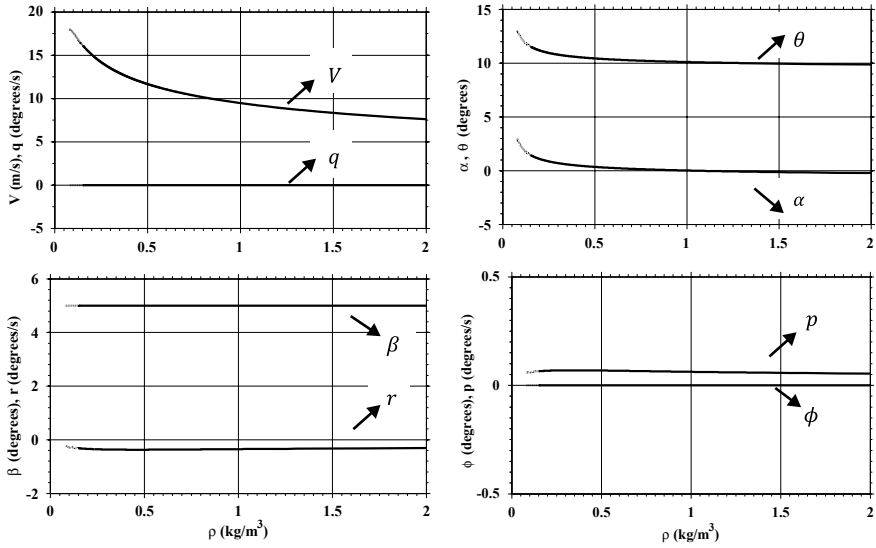 V (m/s), q (degrees/s)
20
15
10
5
0
-5
0
0.5
1
1.5
2
V
q
α , θ (degrees)
15
10
5
0
-5
0
0.5
1
1.5
2
θ
α
β (degrees), r (degrees/s)
6
4
2
0
-2
0
0.5
1
1.5
2
β
r
ρ (kg/m³)
ϕ (degrees), p (degrees/s)
0.5
0
-0.5
0
0.5
1
1.5
2
p
ϕ
ρ (kg/m³)